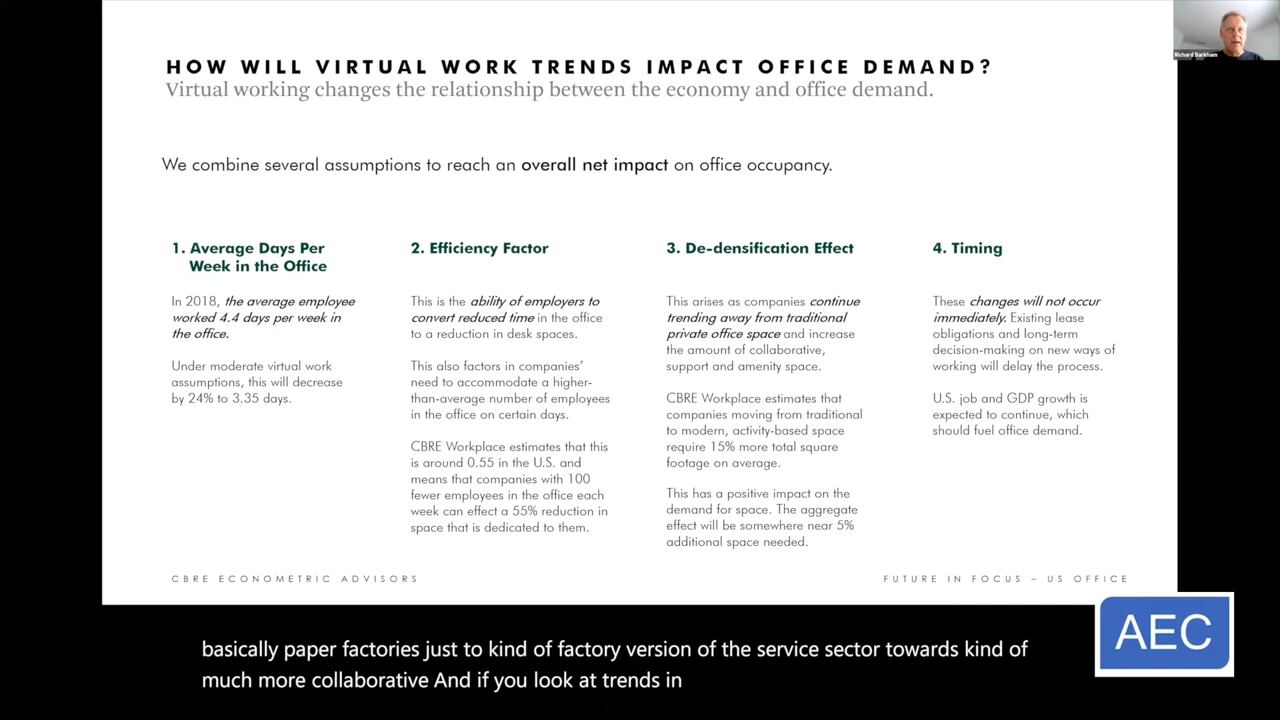 Richard Barkham
HOW WILL VIRTUAL WORK TRENDS IMPACT OFFICE DEMAND?
Virtual working changes the relationship between the economy and office demand.
We combine several assumptions to reach an overall net impact on office occupancy.
1. Average Days Per
Week in the Office
In 2018, the average employee
worked 4.4 days per week in
the office.
Under moderate virtual work
assumptions, this will decrease
by 24% to 3.35 days.
2. Efficiency Factor
This is the ability of employers to
convert reduced time in the office
to a reduction in desk spaces.
This also factors in companies'
need to accommodate a higher-
than-average number of employees
in the office on certain days.
CBRE Workplace estimates that this
is around 0.55 in the U.S. and
means that companies with 100
fewer employees in the office each
week can effect a 55% reduction in
space that is dedicated to them.
3. De-densification Effect
This arises as companies continue
trending away from traditional
private office space and increase
the amount of collaborative,
support and amenity space.
CBRE Workplace estimates that
companies moving from traditional
to modern, activity-based space
require 15% more total square
footage on average.
This has a positive impact on the
demand for space. The aggregate
effect will be somewhere near 5%
additional space needed.
4. Timing
These changes will not occur
immediately. Existing lease
obligations and long-term
decision-making on new ways of
working will delay the process.
U.S. job and GDP growth is
expected to continue, which
should fuel office demand.
CBRE ECONOMETRIC ADVISORS
FUTURE IN FOCUS – US OFFICE
AEC
basically paper factories just to kind of factory version of the service sector towards kind of
much more collaborative And if you look at trends in